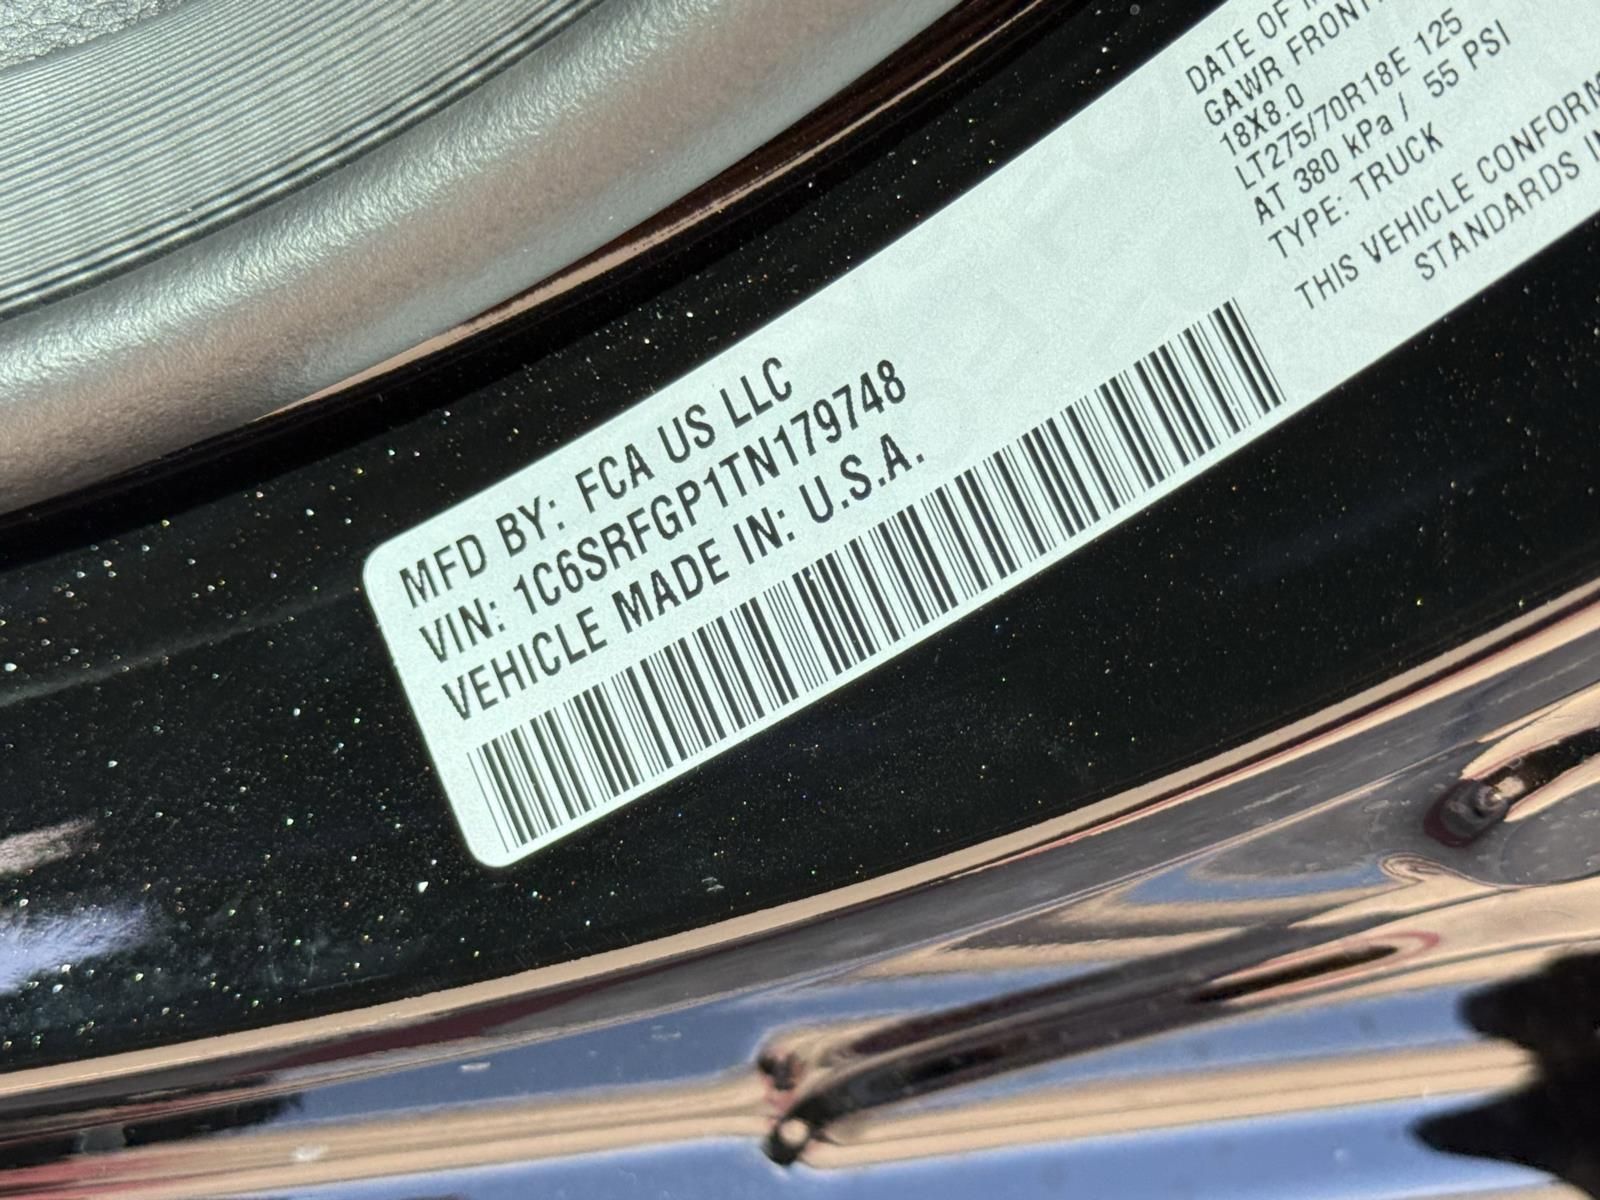 MFD BY: FCA US LLC
VIN: 1C6SRFGP1TN179748
VEHICLE MADE IN: U.S.A.
DATE OF
GAWR FRONT
18X8.0
LT275/70R18E 125
AT 380 kPa / 55 PSI
TYPE: TRUCK
THIS VEHICLE CONFORM
STANDARDS